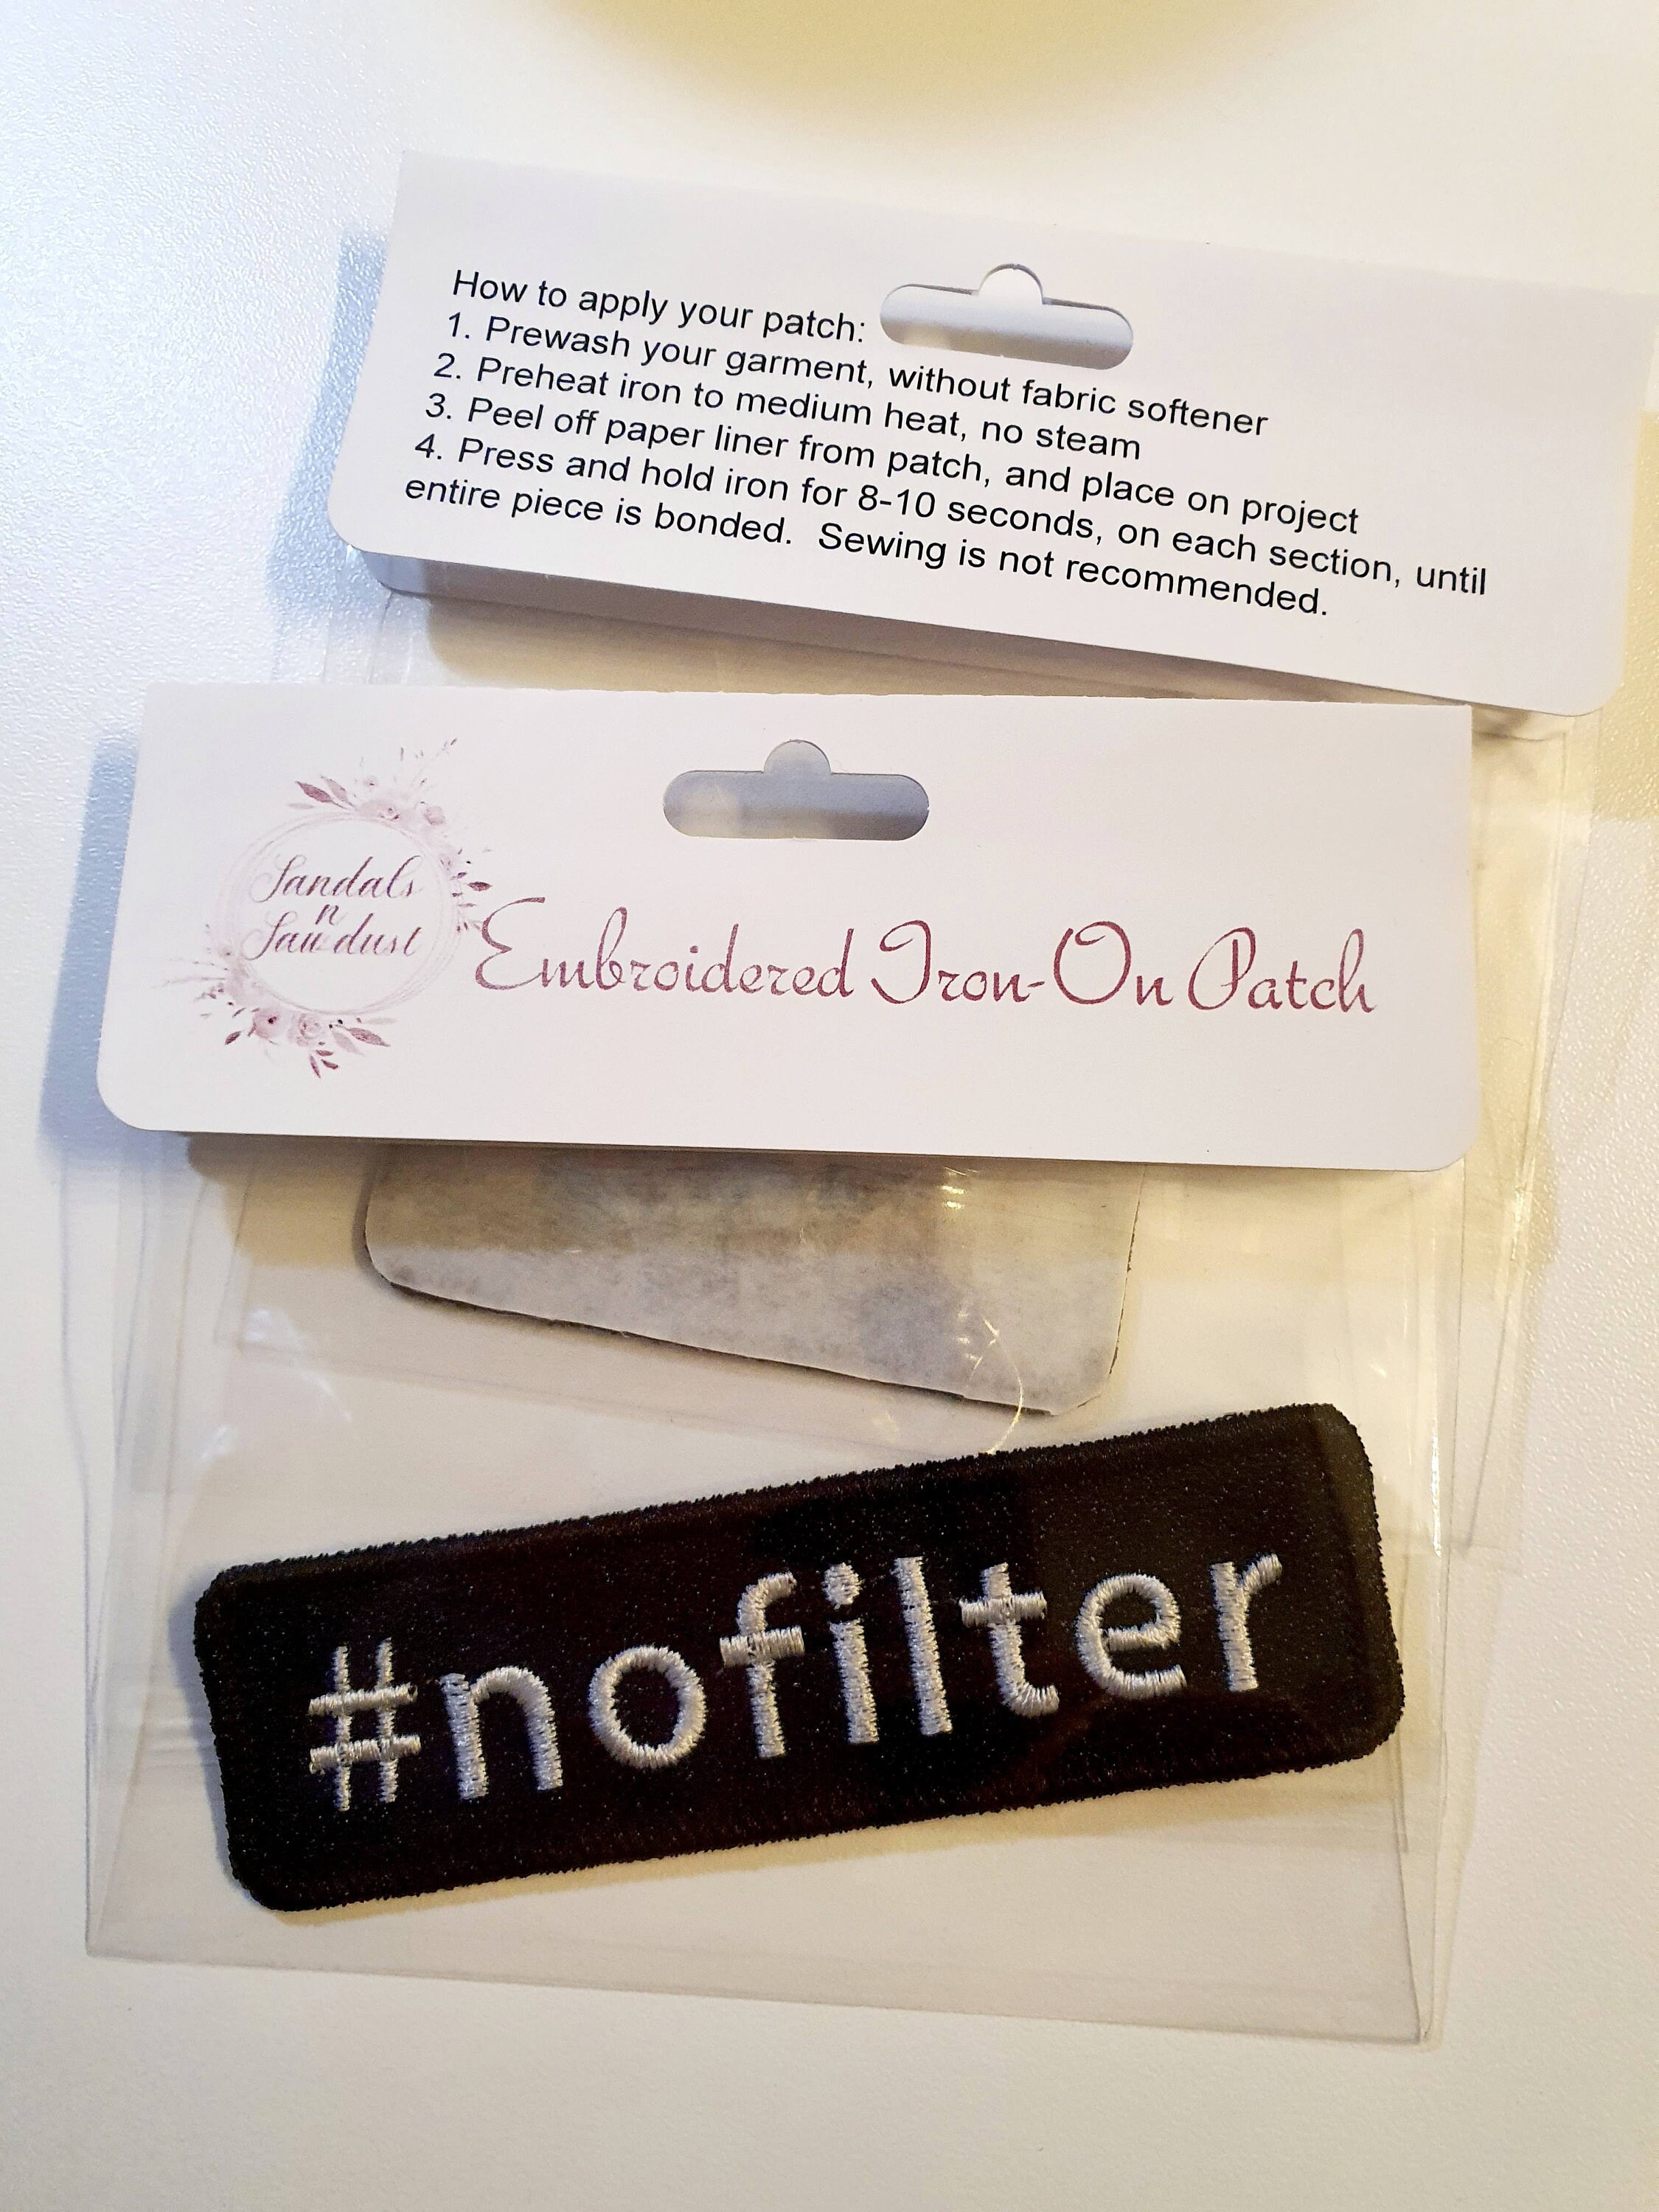 How to apply your patch:
1. Prewash your garment, without fabric softener
2. Preheat iron to medium heat, no steam
3. Peel off paper liner from patch, and place on project
4. Press and hold iron for 8-10 seconds, on each section, until
entire piece is bonded.  Sewing is not recommended.
Sandals
n
Sawdust
Embroidered Iron-On Patch
#nofilter